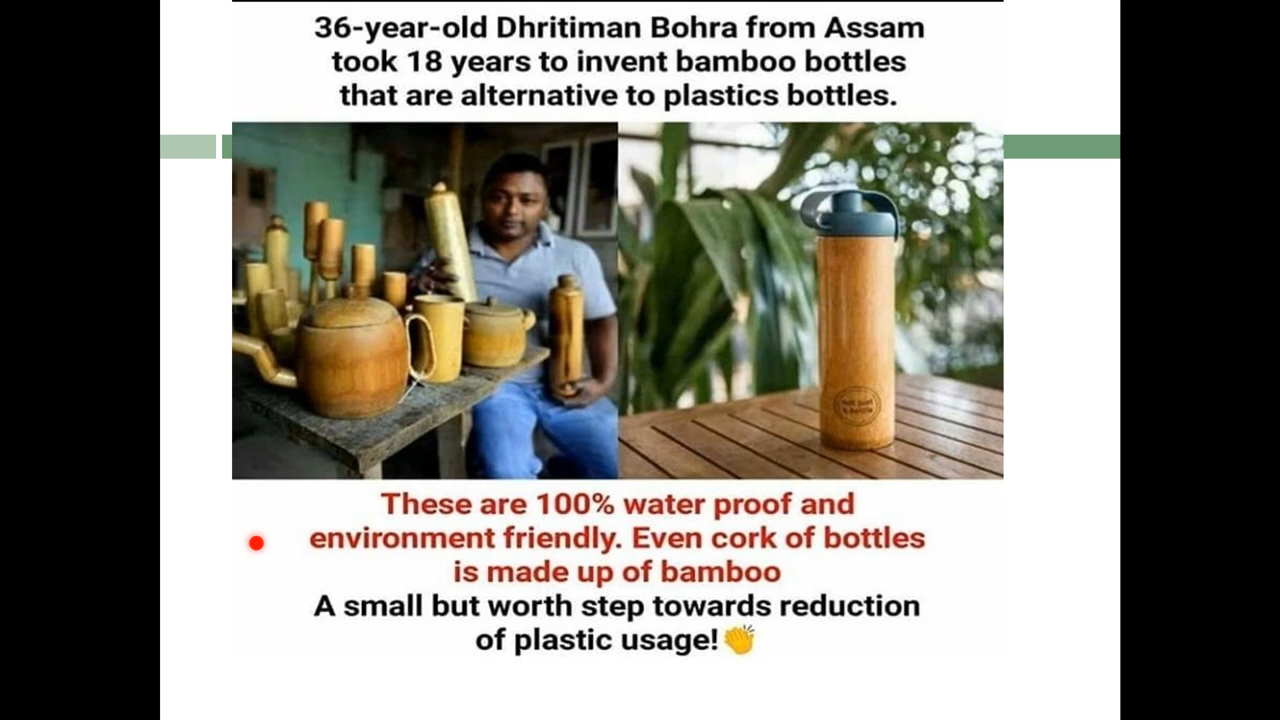 36-year-old Dhritiman Bohra from Assam
took 18 years to invent bamboo bottles
that are alternative to plastics bottles.
These are 100% water proof and
environment friendly. Even cork of bottles
is made up of bamboo
A small but worth step towards reduction
of plastic usage!👏